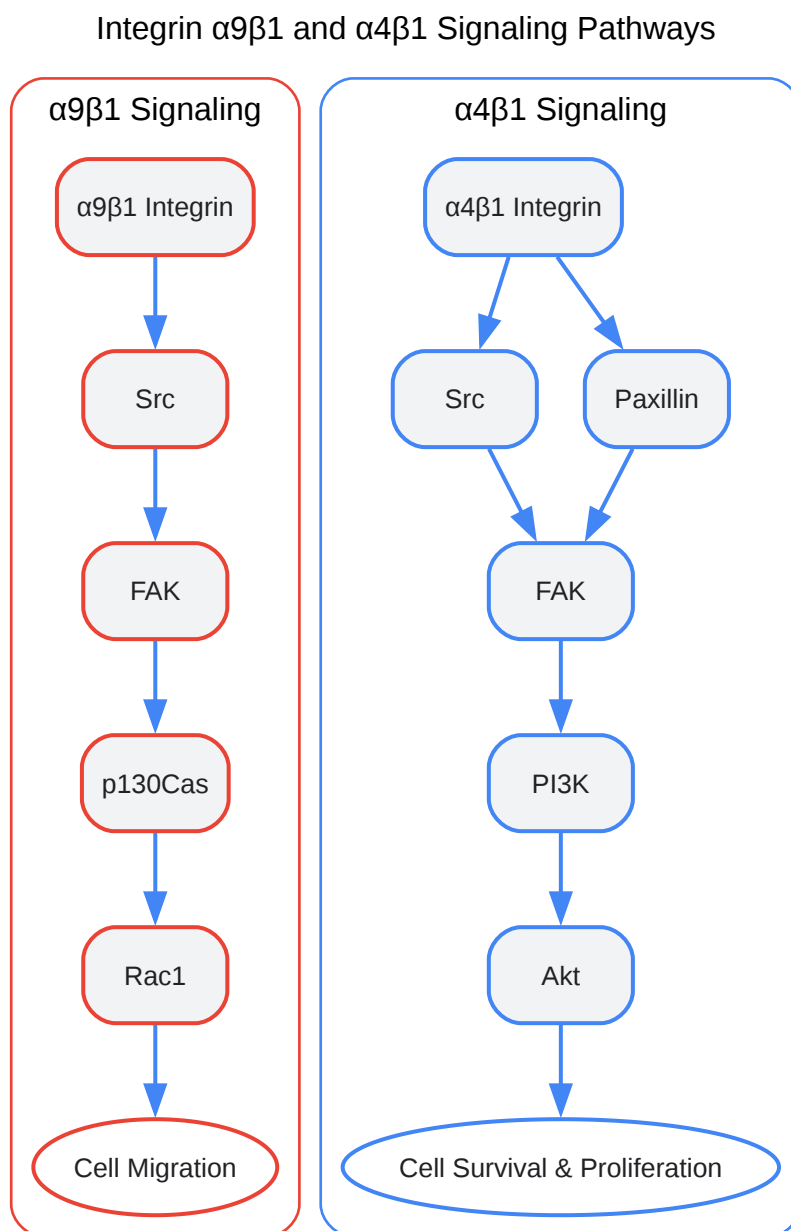 Integrin α9β1 and α4β1 Signaling Pathways
α9β1 Signaling
α9β1 Integrin
Src
FAK
p130Cas
Rac1
Cell Migration
α4β1 Signaling
α4β1 Integrin
Src
Paxillin
FAK
PI3K
Akt
Cell Survival & Proliferation